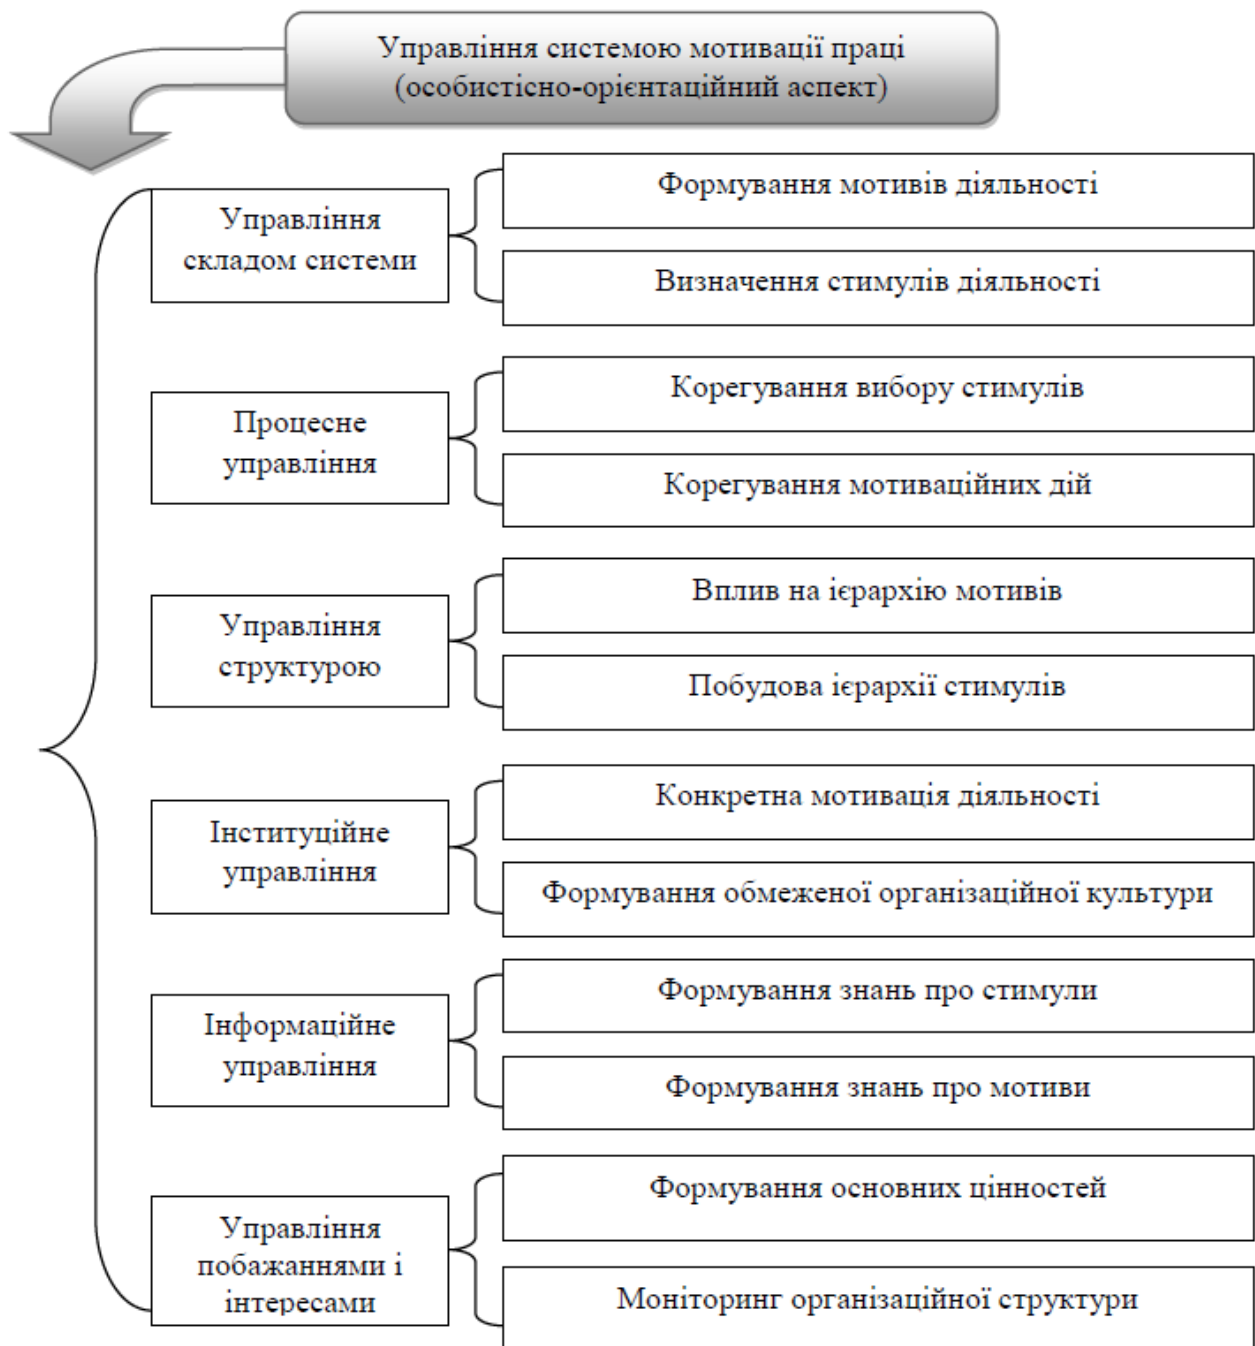 Управління системою мотивації праці
(особистісно-орієнтаційний аспект)
Управління
складом системи
Формування мотивів діяльності
Визначення стимулів діяльності
Процесне
управління
Корегування вибору стимулів
Корегування мотиваційних дій
Управління
структурою
Вплив на ієрархію мотивів
Побудова ієрархії стимулів
Інституційне
управління
Конкретна мотивація діяльності
Формування обмеженої організаційної культури
Інформаційне
управління
Формування знань про стимули
Формування знань про мотиви
Управління
побажаннями і
інтересами
Формування основних цінностей
Моніторинг організаційної структури